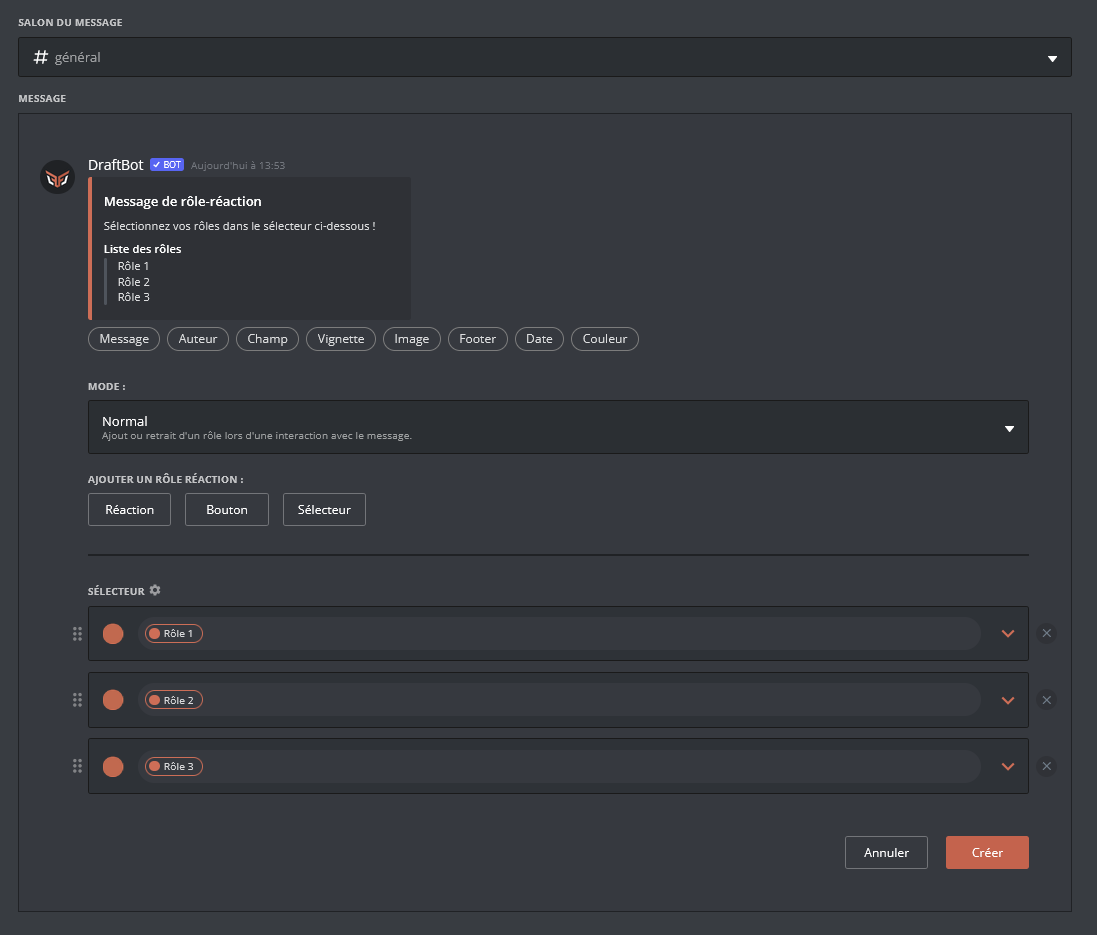 SALON DU MESSAGE
# général
MESSAGE
DraftBot ✓ BOT Aujourd'hui à 13:53
Message de rôle-réaction
Sélectionnez vos rôles dans le sélecteur ci-dessous !
Liste des rôles
Rôle 1
Rôle 2
Rôle 3
Message Auteur Champ Vignette Image Footer Date Couleur
MODE :
Normal
Ajout ou retrait d'un rôle lors d'une interaction avec le message.
AJOUTER UN RÔLE RÉACTION :
Réaction Bouton Sélecteur
SÉLECTEUR
Rôle 1
Rôle 2
Rôle 3
Annuler Créer